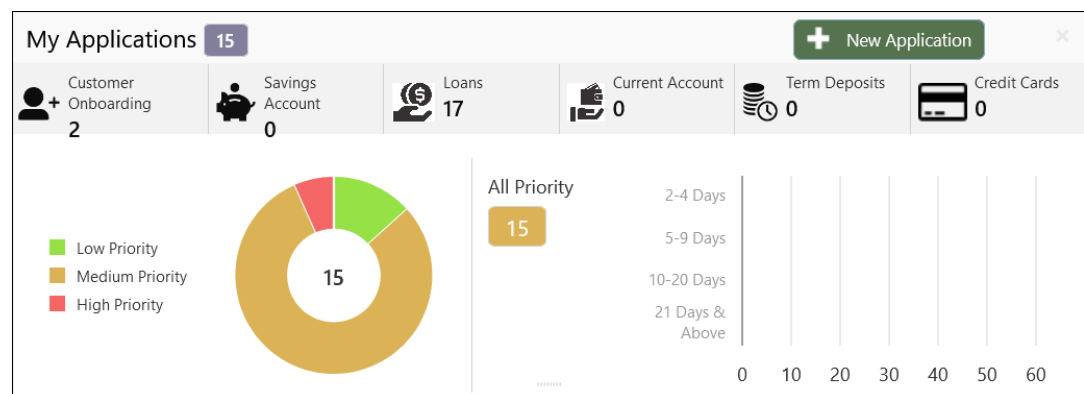 My Applications 15
New Application
Customer
Onboarding
2
Savings
Account
0
Loans
17
Current Account
0
Term Deposits
0
Credit Cards
0
Low Priority
Medium Priority
High Priority
15
All Priority
15
2-4 Days
5-9 Days
10-20 Days
21 Days &
Above
0 10 20 30 40 50 60